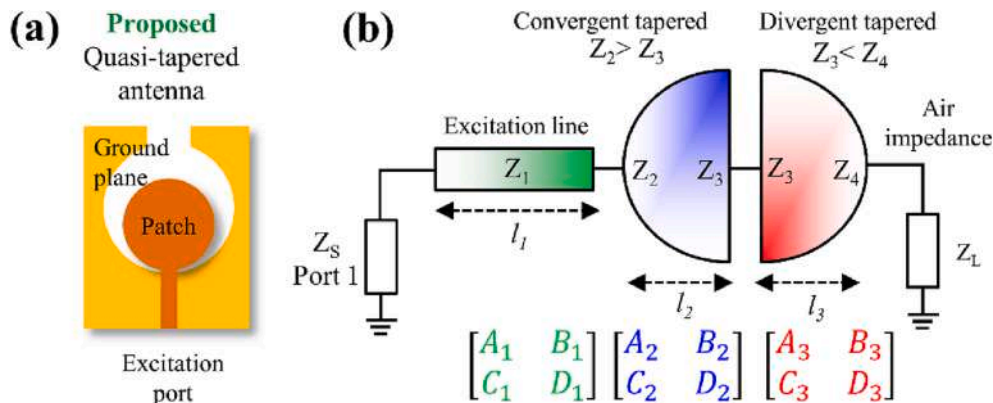 (a)
Proposed
Quasi-tapered
antenna
Ground
plane
Patch
Excitation
port
(b)
Convergent tapered
Z₂> Z₃
Divergent tapered
Z₃< Z₄
Excitation line
Air
impedance
Z₁
Z₂
Z₃
Z₃
Z₄
l₁
Z_S
Port 1
l₂
l₃
Z_L
A₁ B₁
C₁ D₁
A₂ B₂
C₂ D₂
A₃ B₃
C₃ D₃